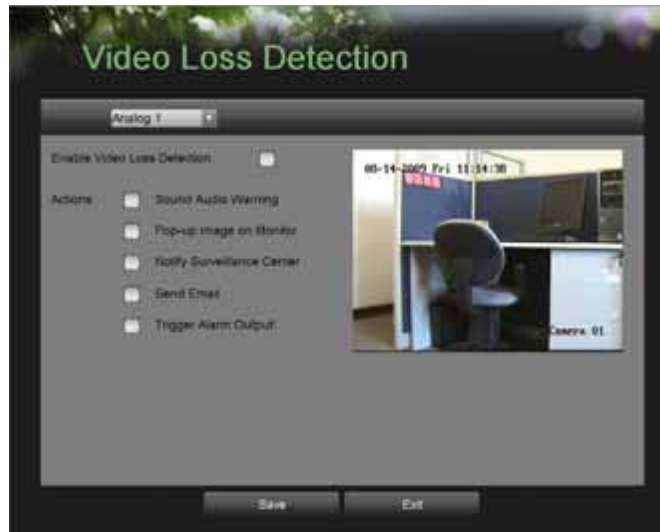 Video Loss Detection
Analog 1
Enable Video Loss Detection
08-14-2009 Fri 11:14:38
Actions
Sound Audio Warning
Pop-up Image on Monitor
Notify Surveillance Center
Send Email
Trigger Alarm Output
Camera 01
Save
Exit